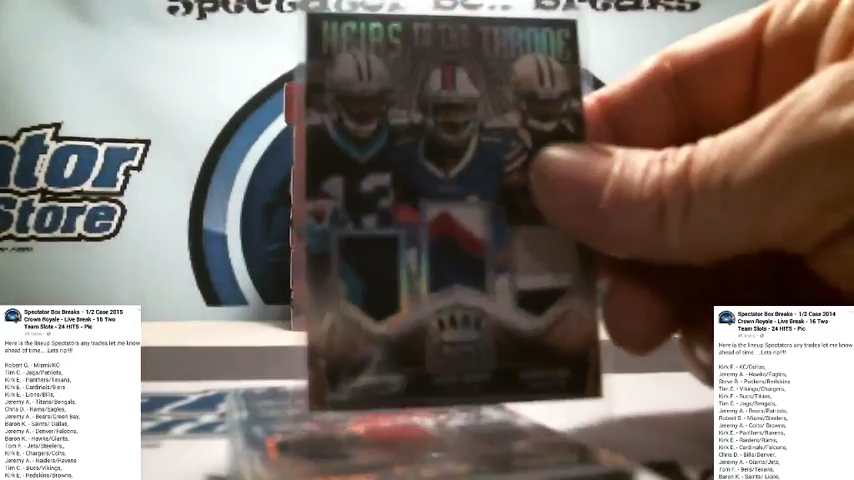 Spectator Box Breaks
HEIRS TO THE THRONE
ator
Store
13
Spectator Box Breaks - 1/2 Case 2015
Crown Royale - Live Break - 16 Two
Team Slots - 24 HITS - Pic
Here is the lineup Spectators any trades let me know
ahead of time....Lets rip!!!!
Robert G. - Miami/KC
Tim C. - Jags/Patriots,
Kirk E. - Panthers/Texans,
Kirk E. - Cardinals/9ers
Kirk E. - Lions/Bills,
Jeremy A. - Titans/Bengals,
Chris D. - Rams/Eagles,
Jeremy A. - Bears/Green Bay,
Baron K. - Saints/ Dallas,
Jeremy A. - Denver/Falcons,
Baron K. - Hawks/Giants,
Tom F. - Jets/Steelers,
Kirk E. - Chargers/Colts,
Jeremy A. - Raiders/Ravens
Tim C. - Bucs/Vikings,
Kirk E. - Redskins/Browns,
Spectator Box Breaks - 1/2 Case 2014
Crown Royale - Live Break - 16 Two
Team Slots - 24 HITS - Pic
Here is the lineup Spectators any trades let me know
ahead of time....Lets rip!!!!
Kirk E. - KC/Dallas,
Jeremy A. - Hawks/Eagles,
Steve B. - Packers/Redskins
Tim C. - Vikings/Chargers,
Kirk E. - Bucs/Titans,
Tim C. - Jags/Bengals,
Jeremy A. - Bears/Patriots,
Robert G. - Miami/Steelers,
Jeremy A. - Colts/ Browns,
Kirk E. - Panthers/Ravens,
Kirk E. - Raiders/Rams,
Kirk E. - Cardinals/Falcons,
Chris D. - Bills/Denver,
Jeremy A. - Giants/Jets,
Tom F. - 9ers/Texans,
Baron K. - Saints/ Lions,